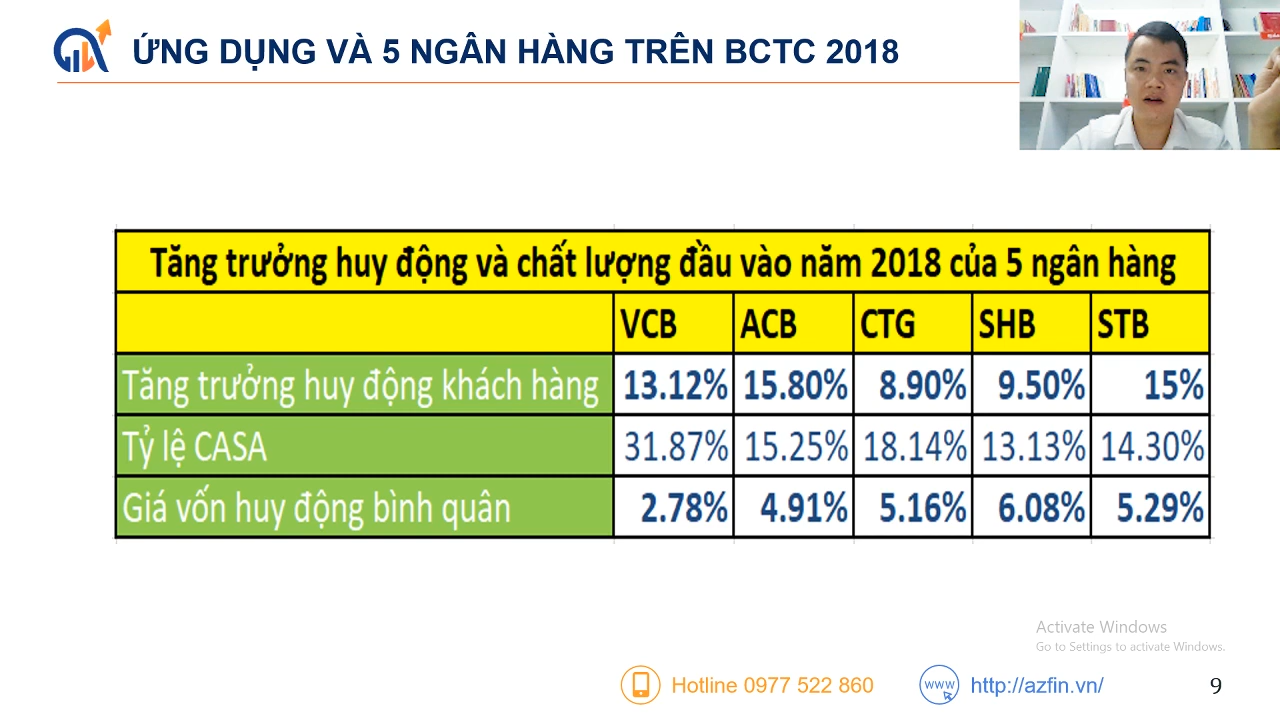 ỨNG DỤNG VÀ 5 NGÂN HÀNG TRÊN BCTC 2018
Tăng trưởng huy động và chất lượng đầu vào năm 2018 của 5 ngân hàng
VCB ACB CTG SHB STB
Tăng trưởng huy động khách hàng 13.12% 15.80% 8.90% 9.50% 15%
Tỷ lệ CASA 31.87% 15.25% 18.14% 13.13% 14.30%
Giá vốn huy động bình quân 2.78% 4.91% 5.16% 6.08% 5.29%
Activate Windows
Go to Settings to activate Windows.
Hotline 0977 522 860 www http://azfin.vn/ 9